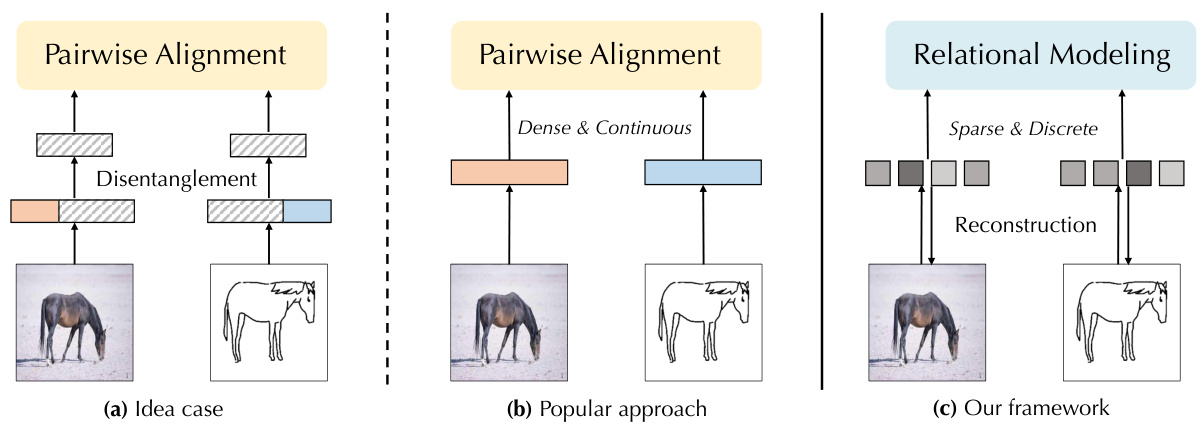 Pairwise Alignment
Disentanglement
(a) Idea case
Pairwise Alignment
Dense & Continuous
(b) Popular approach
Relational Modeling
Sparse & Discrete
Reconstruction
(c) Our framework